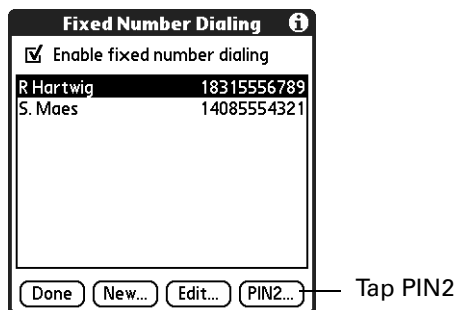 Fixed Number Dialing i
Enable fixed number dialing
R Hartwig 18315556789
S. Maes 14085554321
Done New... Edit... PIN2... Tap PIN2